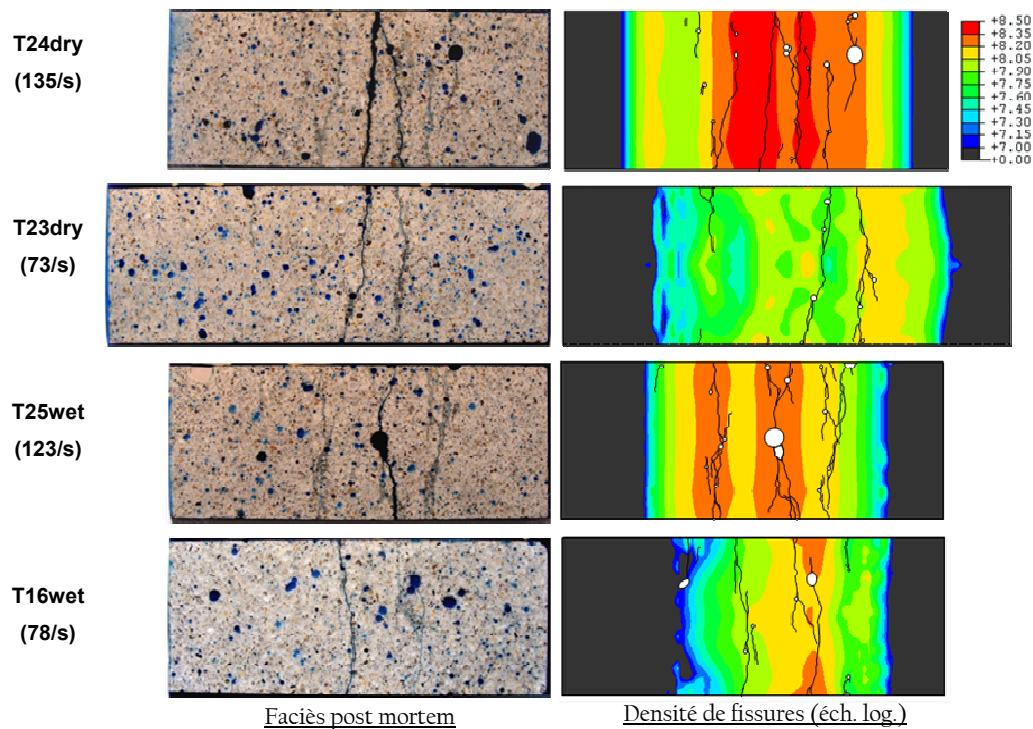 T24dry
(135/s)
+8.50
+8.35
+8.20
+8.05
+7.90
+7.75
+7.60
+7.45
+7.30
+7.15
+7.00
+0.00
T23dry
(73/s)
T25wet
(123/s)
T16wet
(78/s)
Faciès post mortem
Densité de fissures (éch. log.)